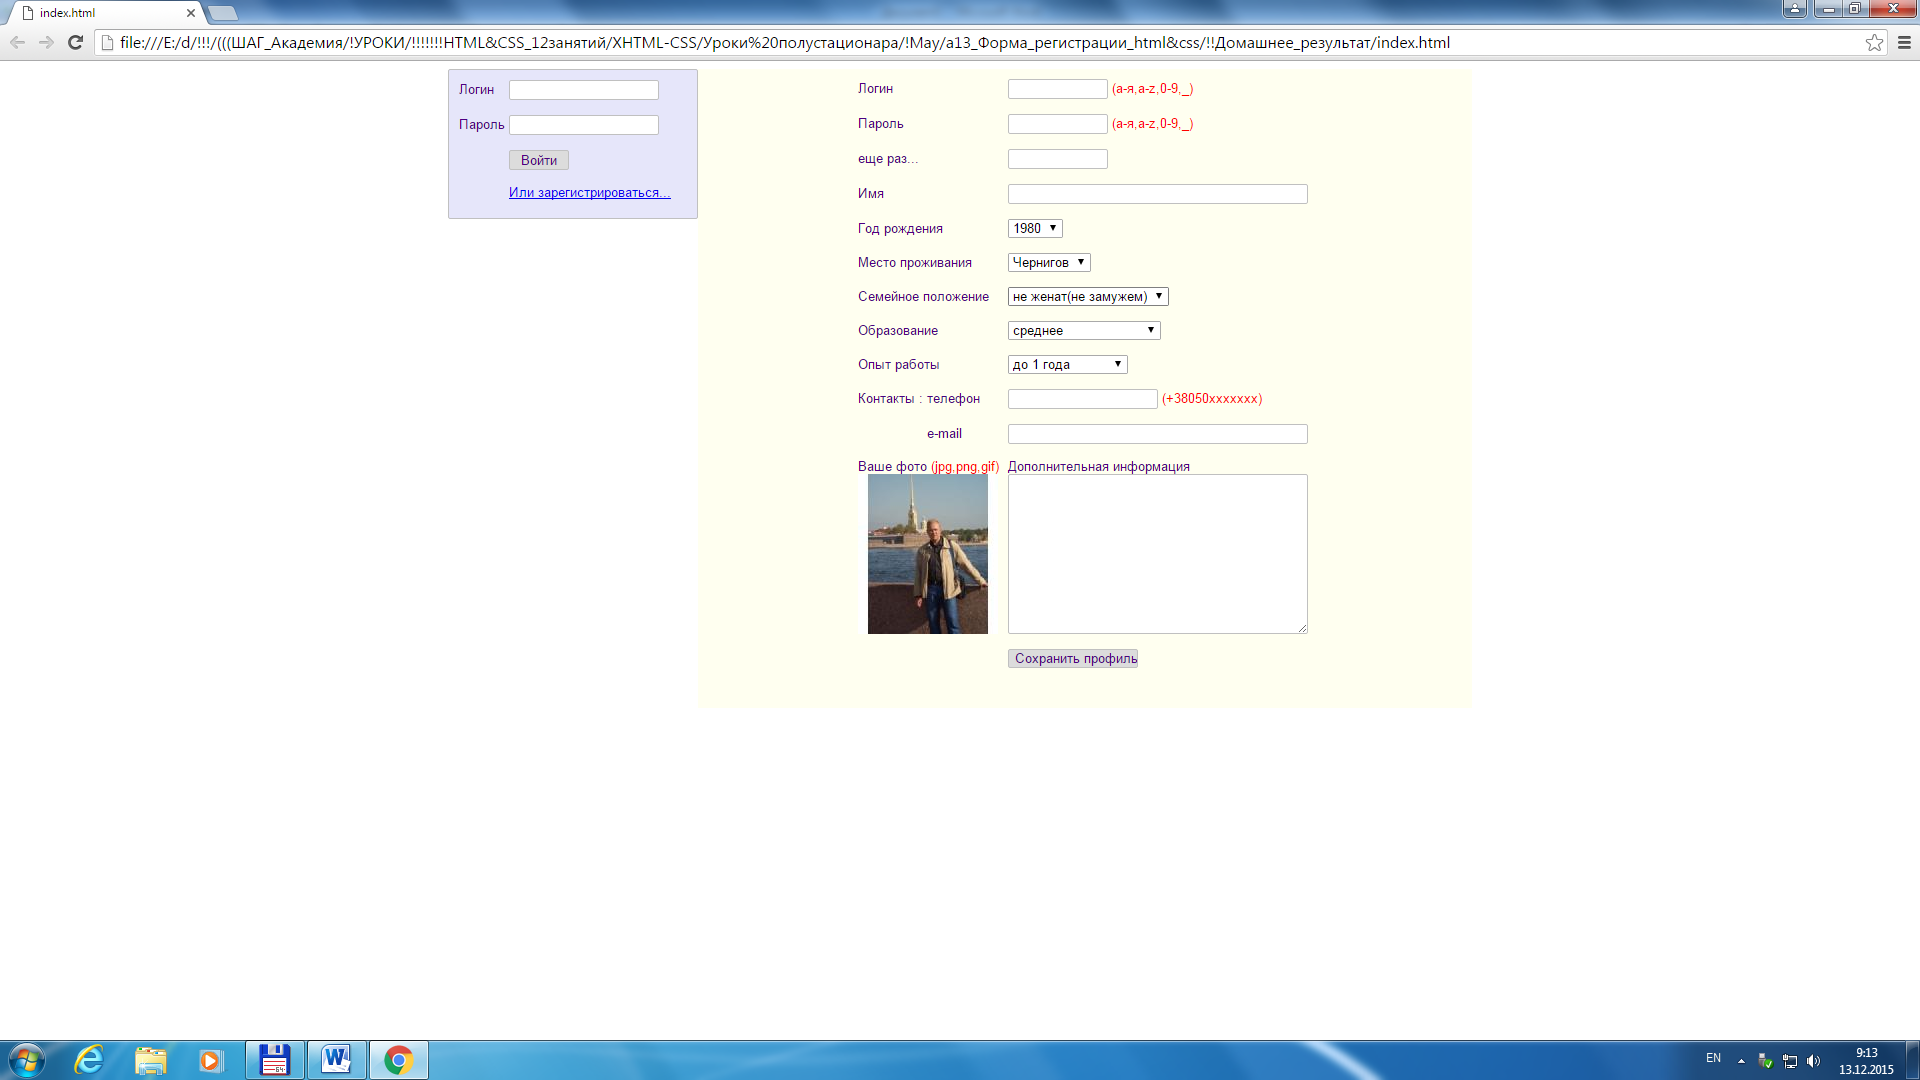 index.html
file:///E:/d/!!!/(((ШАГ_Академия/!УРОКИ/!!!!!!!HTML&CSS_12занятий/XHTML-CSS/Уроки%20полустационара/!May/a13_Форма_регистрации_html&css/!!Домашнее_результат/index.html
Логин
Пароль
Войти
Или зарегистрироваться...
Логин (а-я,a-z,0-9,_)
Пароль (а-я,a-z,0-9,_)
еще раз...
Имя
Год рождения 1980
Место проживания Чернигов
Семейное положение не женат(не замужем)
Образование среднее
Опыт работы до 1 года
Контакты : телефон (+38050xxxxxxx)
e-mail
Ваше фото (jpg,png,gif) Дополнительная информация
Сохранить профиль
64
W
EN
9:13
13.12.2015